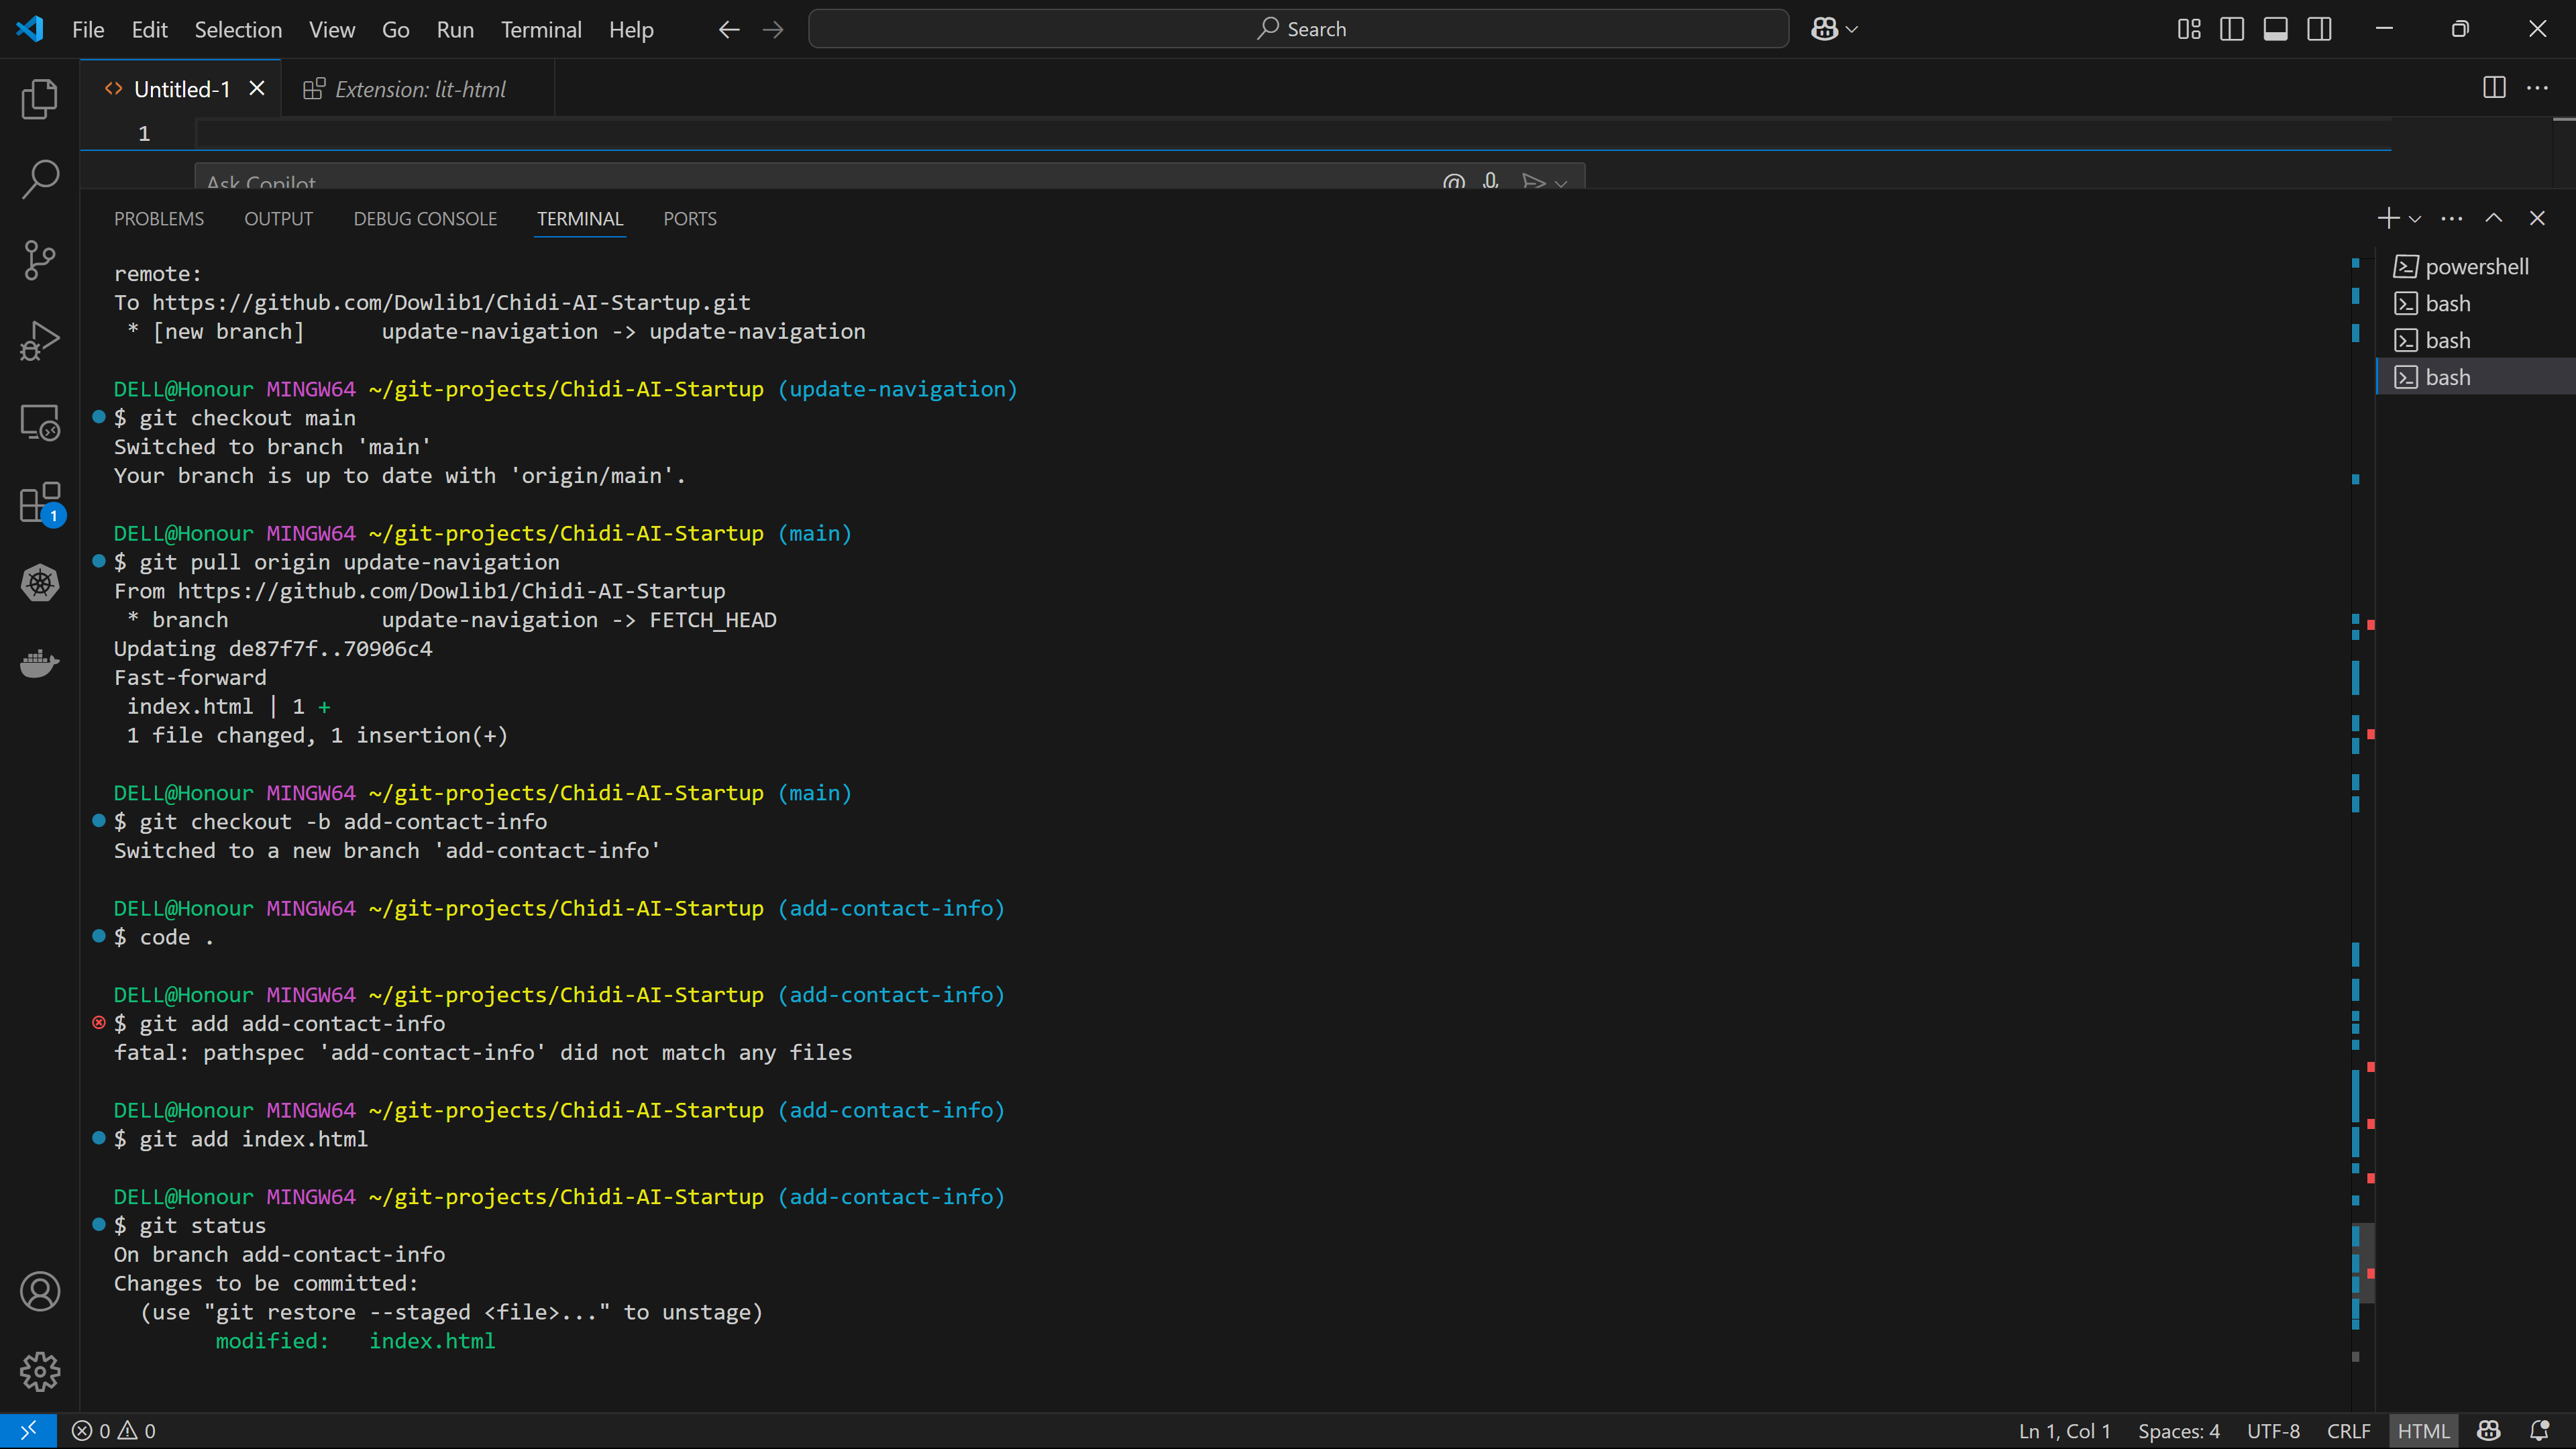 File Edit Selection View Go Run Terminal Help Search
Untitled-1 Extension: lit-html
1
Ask Copilot
PROBLEMS OUTPUT DEBUG CONSOLE TERMINAL PORTS
powershell
bash
bash
bash
remote:
To https://github.com/Dowlib1/Chidi-AI-Startup.git
* [new branch] update-navigation -> update-navigation
DELL@Honour MINGW64 ~/git-projects/Chidi-AI-Startup (update-navigation)
$ git checkout main
Switched to branch 'main'
Your branch is up to date with 'origin/main'.
DELL@Honour MINGW64 ~/git-projects/Chidi-AI-Startup (main)
$ git pull origin update-navigation
From https://github.com/Dowlib1/Chidi-AI-Startup
* branch update-navigation -> FETCH_HEAD
Updating de87f7f..70906c4
Fast-forward
index.html | 1 +
1 file changed, 1 insertion(+)
DELL@Honour MINGW64 ~/git-projects/Chidi-AI-Startup (main)
$ git checkout -b add-contact-info
Switched to a new branch 'add-contact-info'
DELL@Honour MINGW64 ~/git-projects/Chidi-AI-Startup (add-contact-info)
$ code .
DELL@Honour MINGW64 ~/git-projects/Chidi-AI-Startup (add-contact-info)
$ git add add-contact-info
fatal: pathspec 'add-contact-info' did not match any files
DELL@Honour MINGW64 ~/git-projects/Chidi-AI-Startup (add-contact-info)
$ git add index.html
DELL@Honour MINGW64 ~/git-projects/Chidi-AI-Startup (add-contact-info)
$ git status
On branch add-contact-info
Changes to be committed:
(use "git restore --staged <file>..." to unstage)
modified: index.html
1
0 0 Ln 1, Col 1 Spaces: 4 UTF-8 CRLF HTML